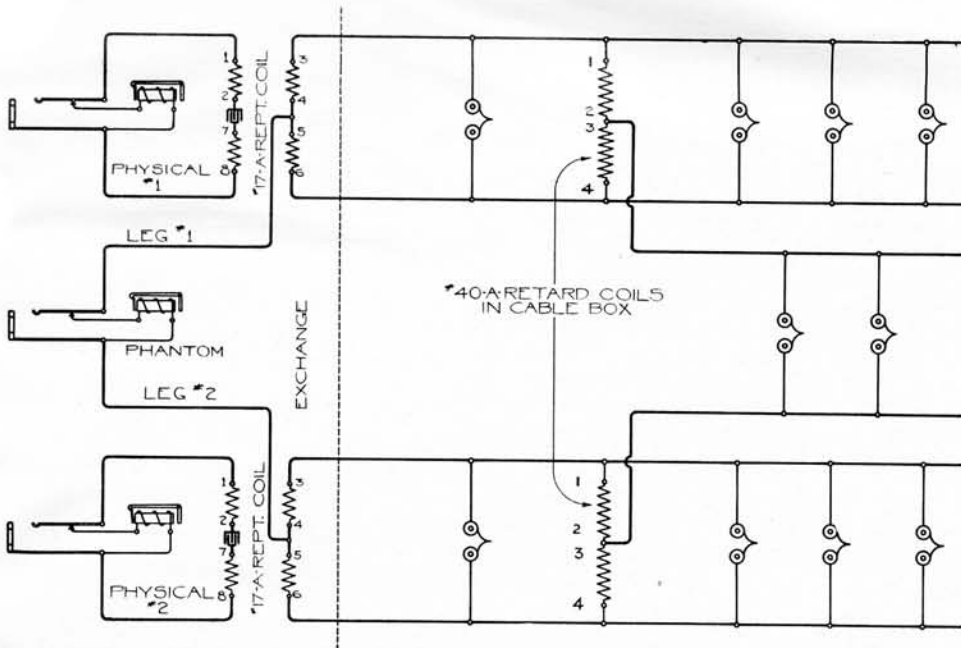 1
2
7
8
#17-A-REPT. COIL
3
4
5
6
PHYSICAL
#1
LEG #1
PHANTOM
LEG #2
EXCHANGE
1
2
3
4
#40-A-RETARD COILS
IN CABLE BOX
1
2
7
8
#17-A-REPT. COIL
3
4
5
6
PHYSICAL
#2
1
2
3
4